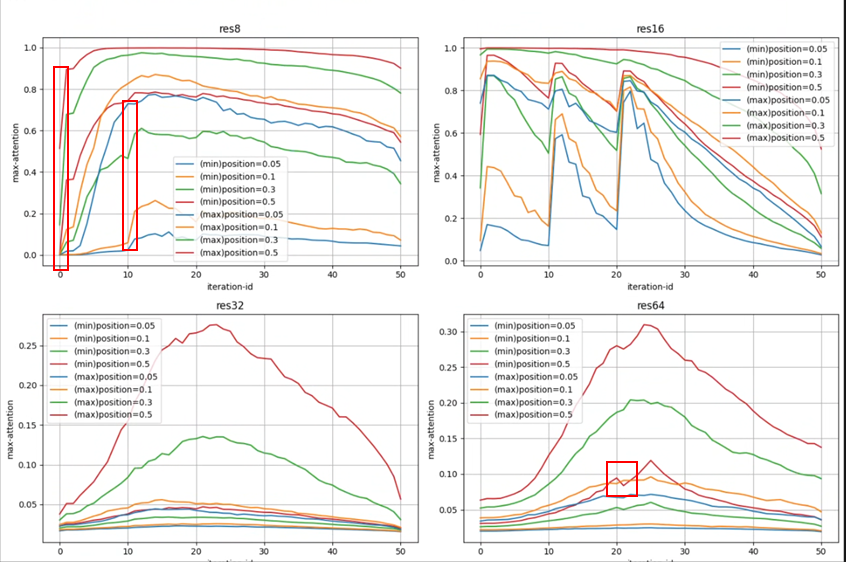 res8
max-attention
1.0
0.8
0.6
0.4
0.2
0.0
(min)position=0.05
(min)position=0.1
(min)position=0.3
(min)position=0.5
(max)position=0.05
(max)position=0.1
(max)position=0.3
(max)position=0.5
0 10 20 30 40 50
iteration-id
res16
max-attention
1.0
0.8
0.6
0.4
0.2
0.0
(min)position=0.05
(min)position=0.1
(min)position=0.3
(min)position=0.5
(max)position=0.05
(max)position=0.1
(max)position=0.3
(max)position=0.5
0 10 20 30 40 50
iteration-id
res32
max-attention
0.25
0.20
0.15
0.10
0.05
(min)position=0.05
(min)position=0.1
(min)position=0.3
(min)position=0.5
(max)position=0.05
(max)position=0.1
(max)position=0.3
(max)position=0.5
0 10 20 30 40 50
res64
max-attention
0.30
0.25
0.20
0.15
0.10
0.05
(min)position=0.05
(min)position=0.1
(min)position=0.3
(min)position=0.5
(max)position=0.05
(max)position=0.1
(max)position=0.3
(max)position=0.5
0 10 20 30 40 50